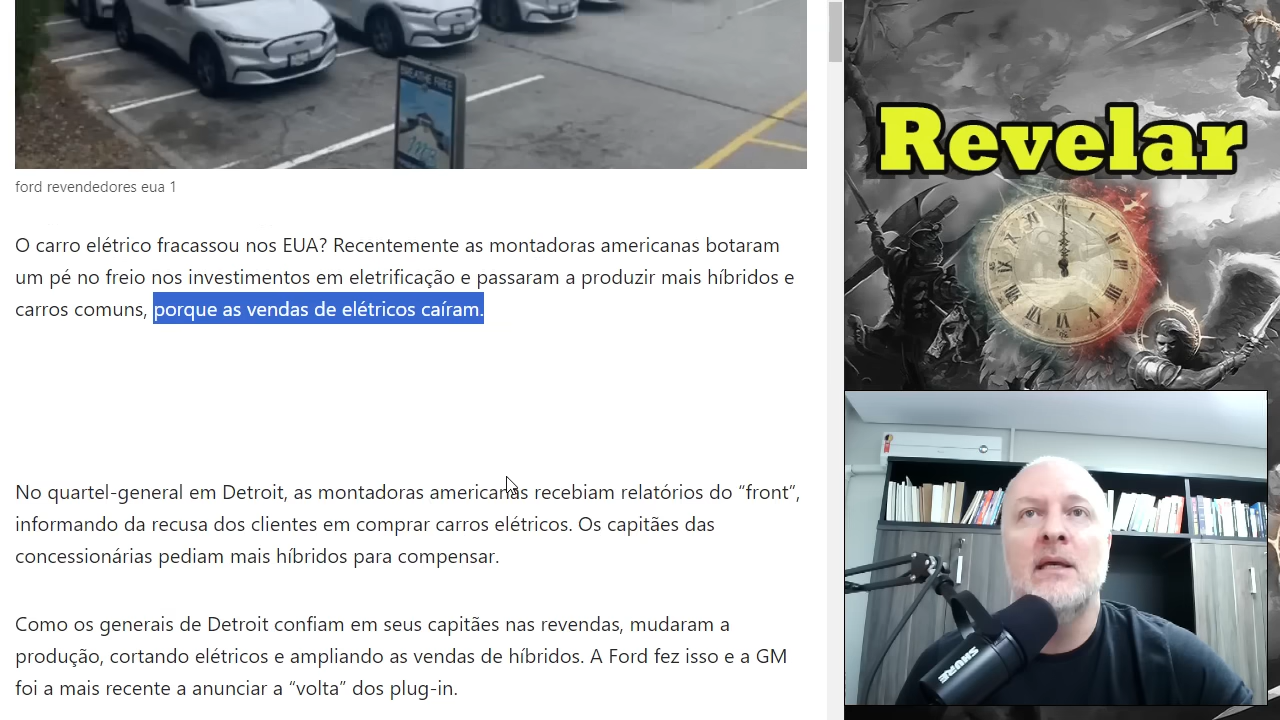 BREATHE FREE
Revelar
ford revendedores eua 1
O carro elétrico fracassou nos EUA? Recentemente as montadoras americanas botaram
um pé no freio nos investimentos em eletrificação e passaram a produzir mais híbridos e
carros comuns, porque as vendas de elétricos caíram.
No quartel-general em Detroit, as montadoras americanas recebiam relatórios do “front”,
informando da recusa dos clientes em comprar carros elétricos. Os capitães das
concessionárias pediam mais híbridos para compensar.
Como os generais de Detroit confiam em seus capitães nas revendas, mudaram a
produção, cortando elétricos e ampliando as vendas de híbridos. A Ford fez isso e a GM
foi a mais recente a anunciar a “volta” dos plug-in.
SHURE